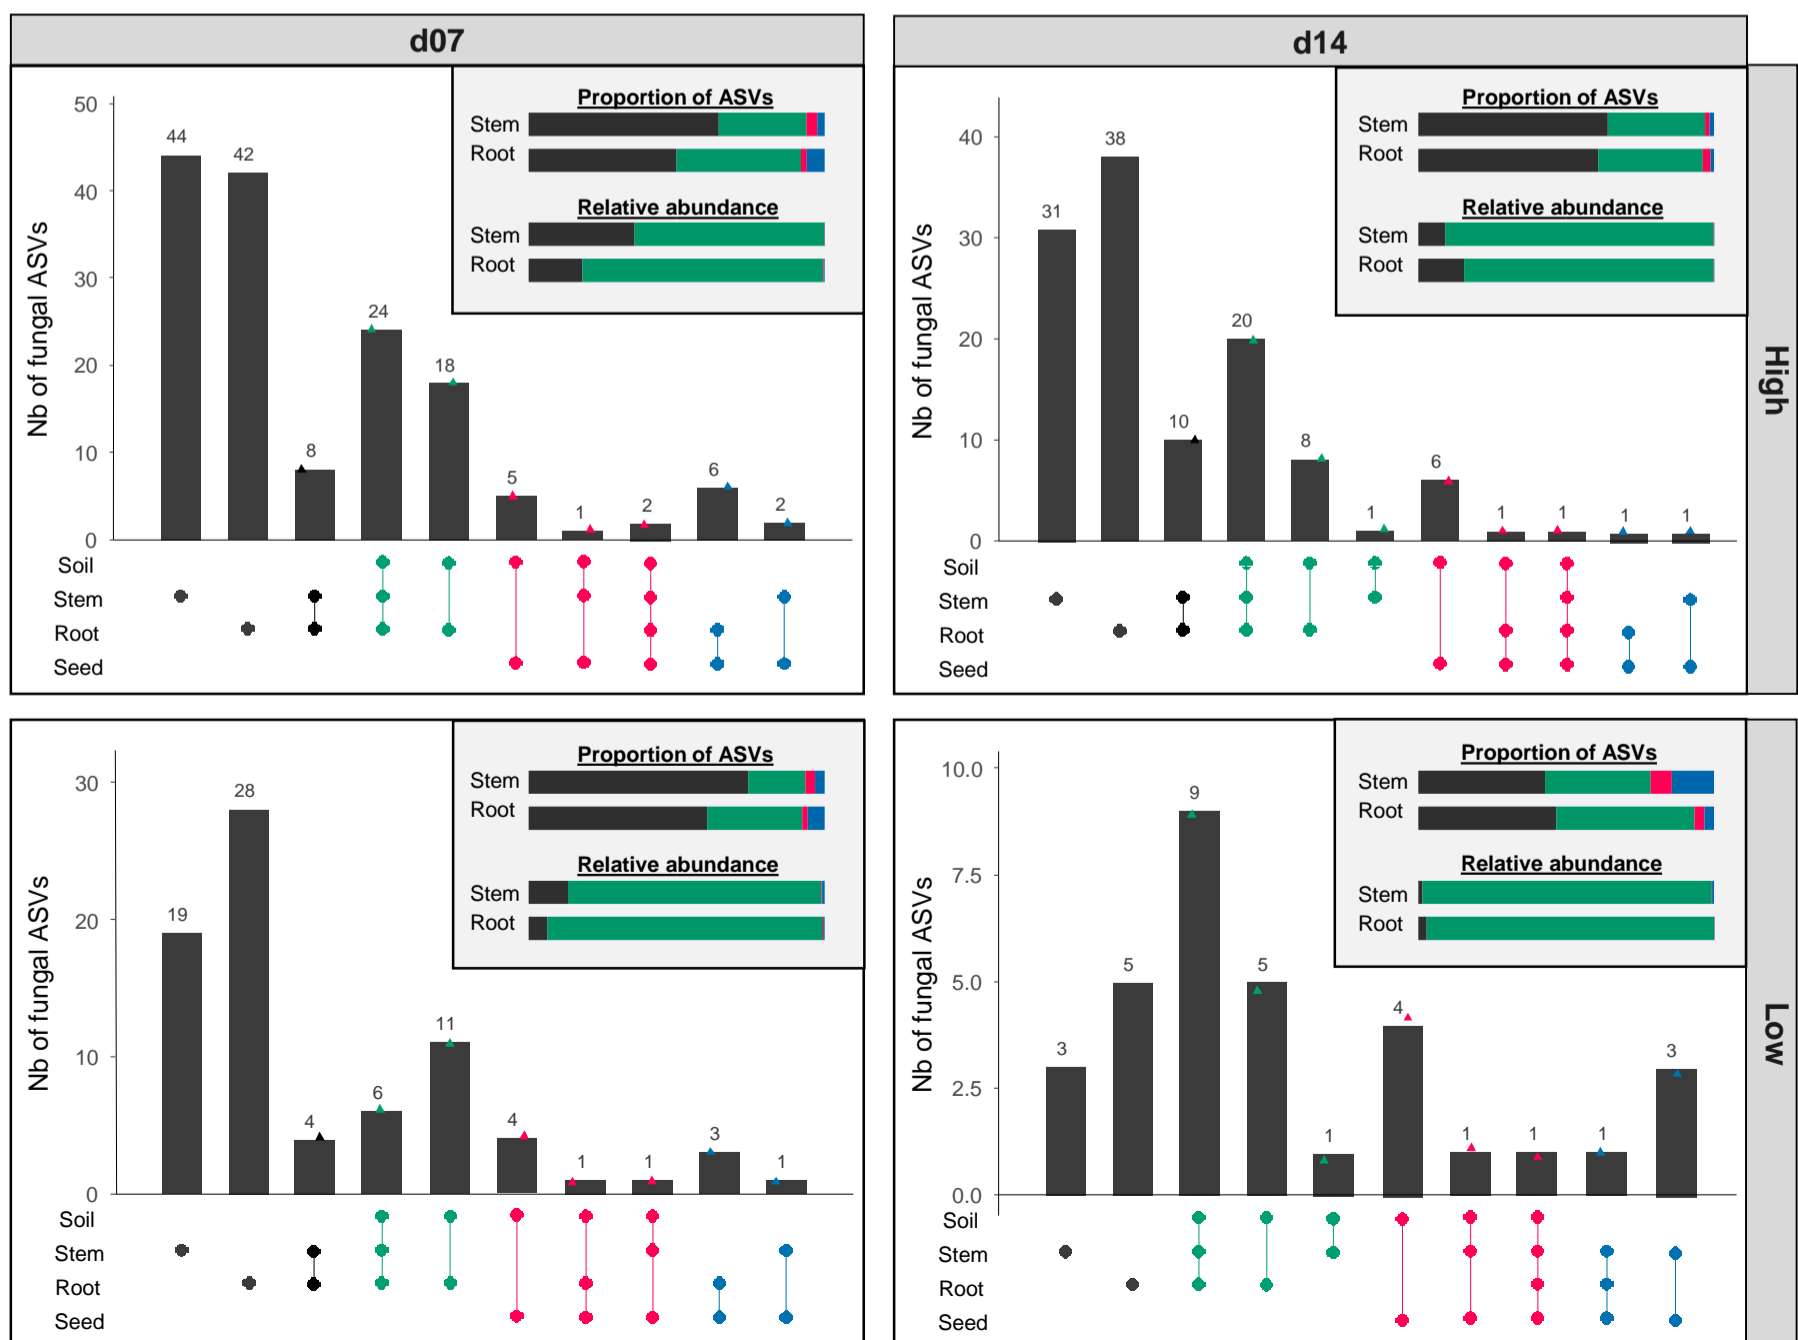 d07
d14
High
Low
Nb of fungal ASVs
50
40
30
20
10
0
44
42
8
24
18
5
1
2
6
2
Proportion of ASVs
Stem
Root
Relative abundance
Stem
Root
Soil
Stem
Root
Seed
Nb of fungal ASVs
40
30
20
10
0
31
38
10
20
8
1
6
1
1
1
1
Proportion of ASVs
Stem
Root
Relative abundance
Stem
Root
Soil
Stem
Root
Seed
Nb of fungal ASVs
30
20
10
0
19
28
4
6
11
4
1
1
3
1
Proportion of ASVs
Stem
Root
Relative abundance
Stem
Root
Soil
Stem
Root
Seed
Nb of fungal ASVs
10.0
7.5
5.0
2.5
0.0
3
5
9
5
1
4
1
1
1
3
Proportion of ASVs
Stem
Root
Relative abundance
Stem
Root
Soil
Stem
Root
Seed